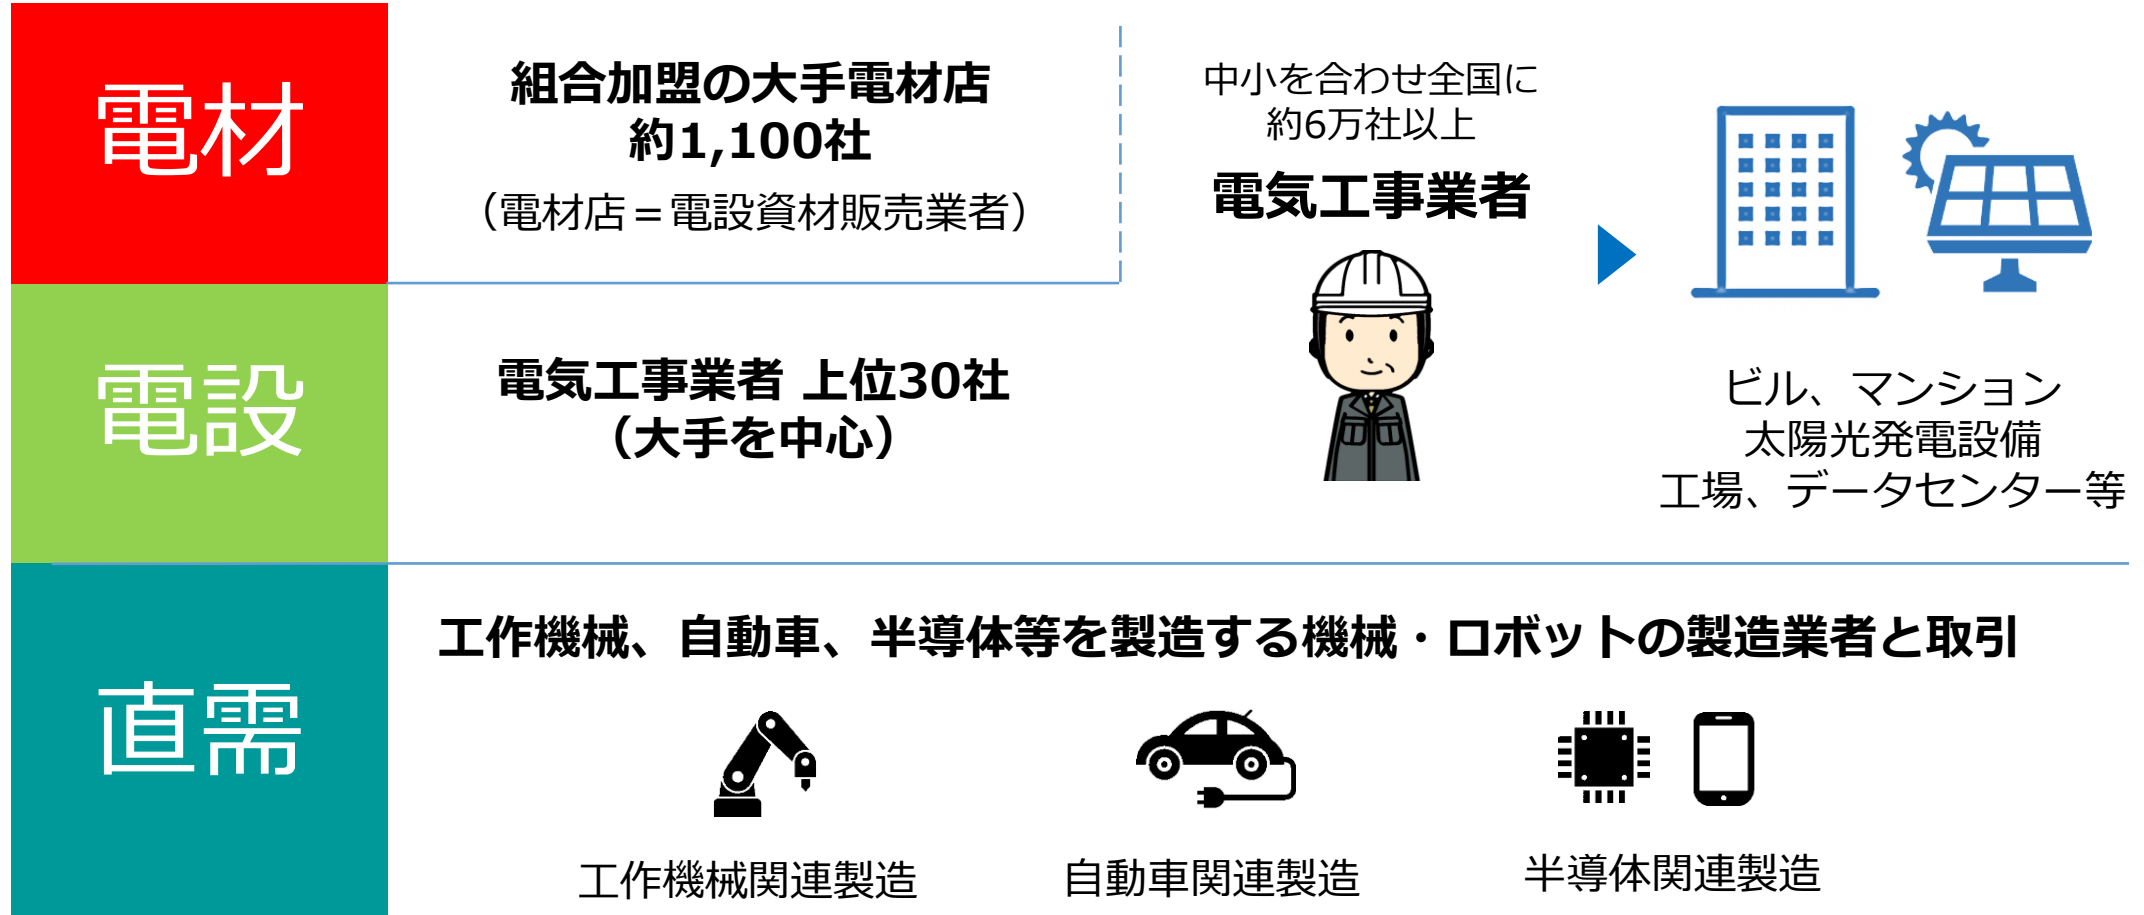 電材
組合加盟の大手電材店
約1,100社
（電材店＝電設資材販売業者）
中小を合わせ全国に
約6万社以上
電気工事業者
ビル、マンション
太陽光発電設備
工場、データセンター等
電設
電気工事業者 上位30社
（大手を中心）
直需
工作機械、自動車、半導体等を製造する機械・ロボットの製造業者と取引
工作機械関連製造
自動車関連製造
半導体関連製造